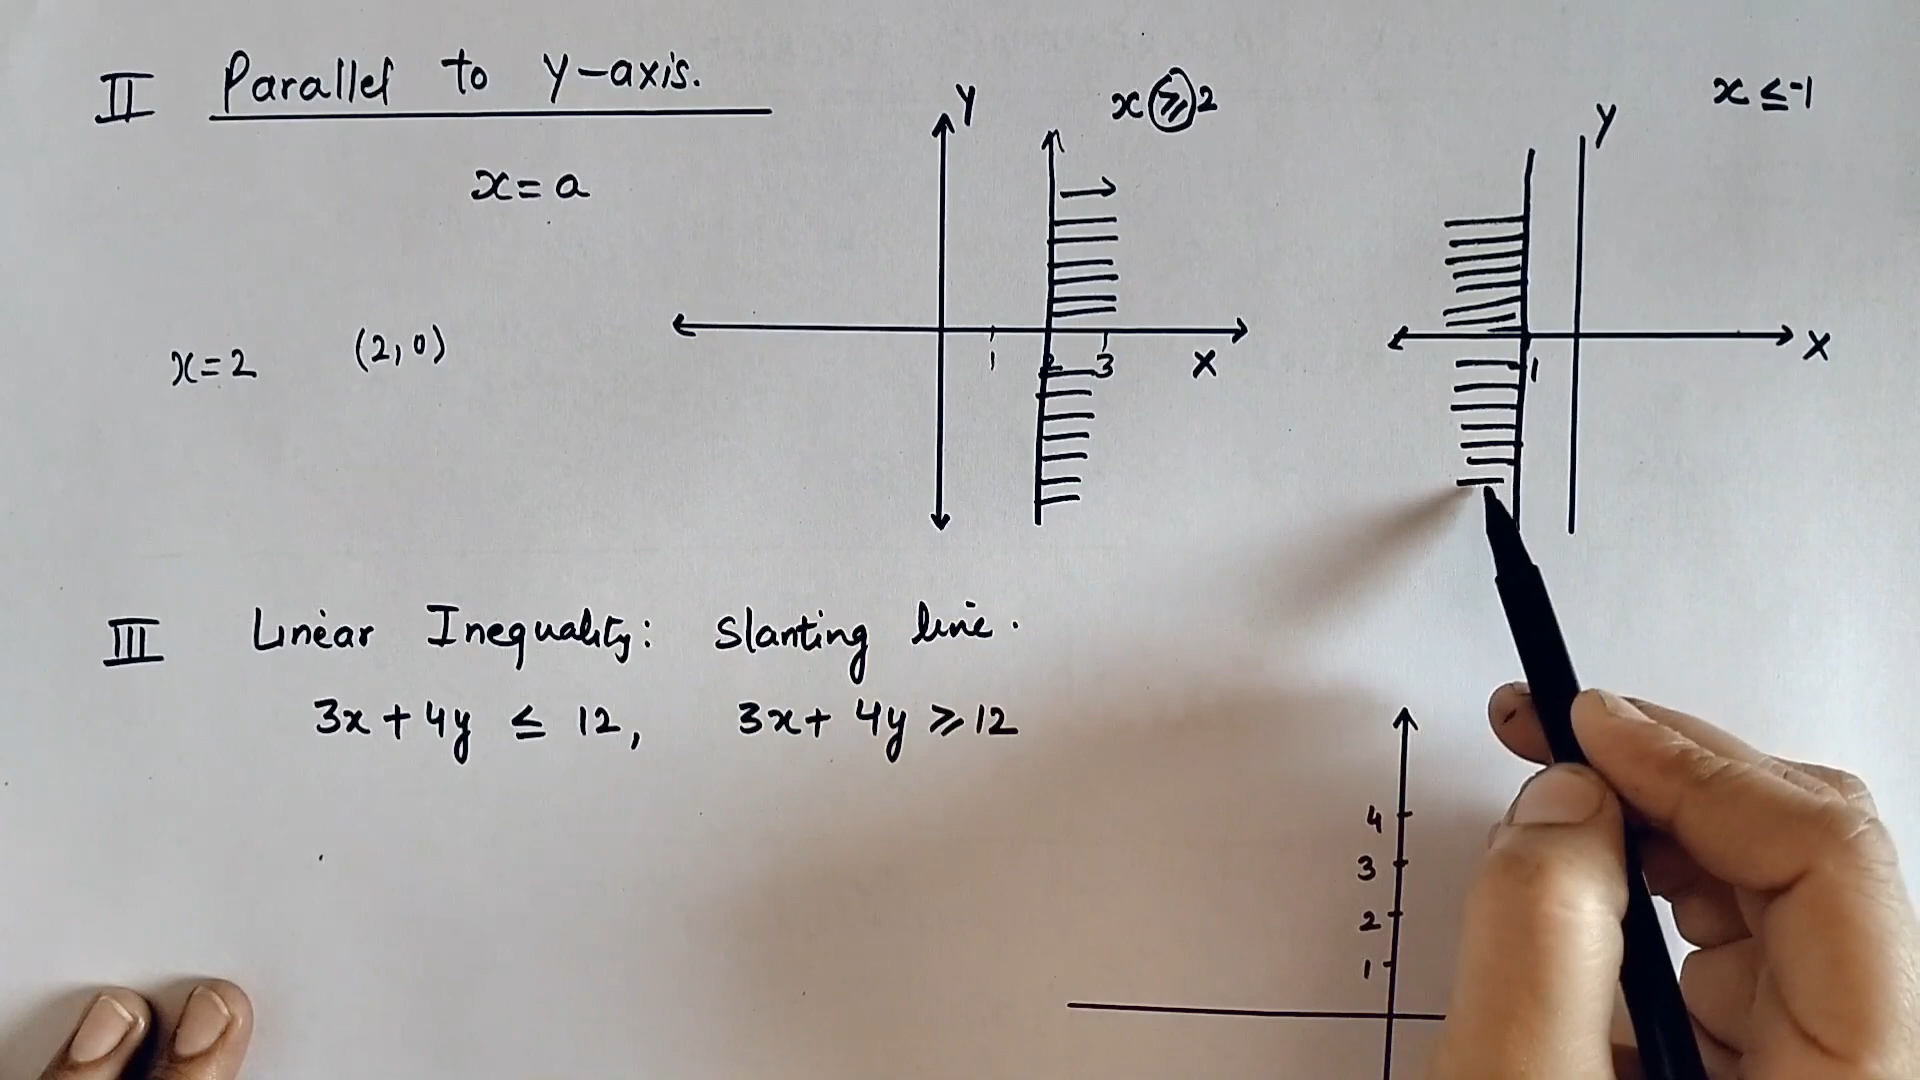 II Parallel to y-axis.
x = a
x = 2 (2, 0)
Y
x ≥ 2
1 2 3
X
x ≤ -1
Y
-1
X
III Linear Inequality: Slanting line.
3x + 4y ≤ 12, 3x + 4y ≥ 12
4
3
2
1